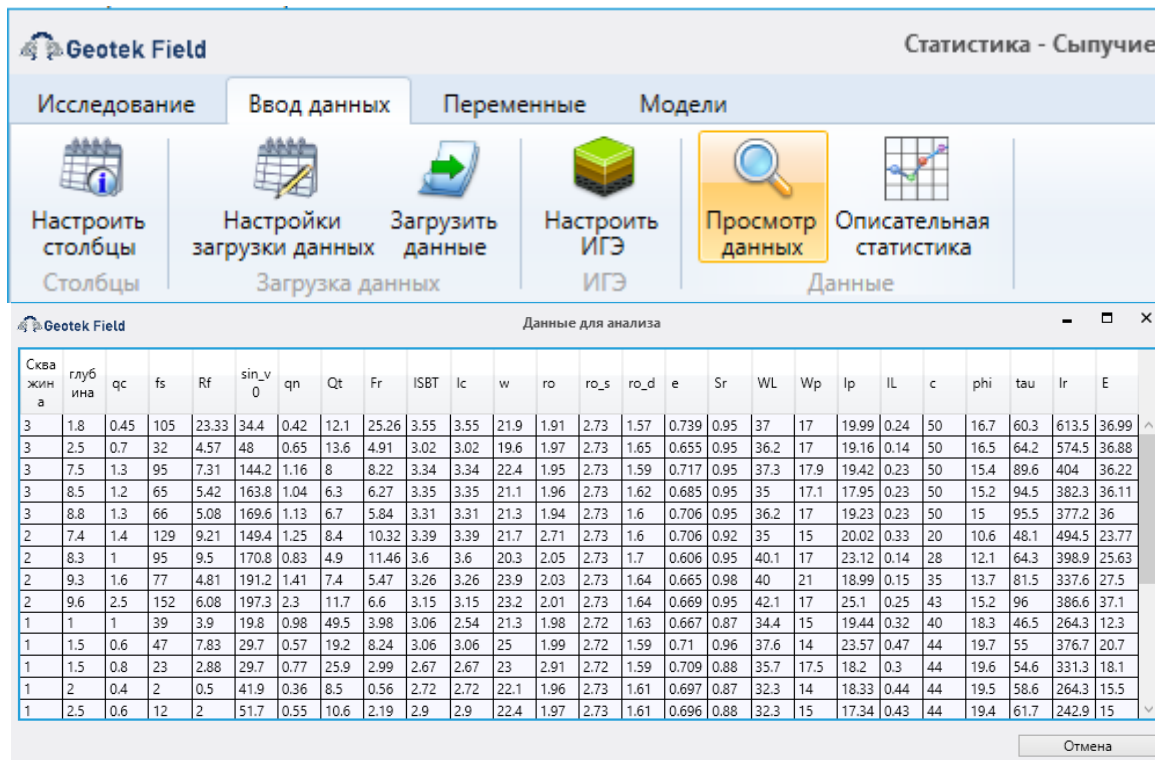 Geotek Field
Статистика - Сыпучие
Исследование Ввод данных Переменные Модели
Настроить столбцы
Настройки загрузки данных
Загрузить данные
Настроить ИГЭ
Просмотр данных
Описательная статистика
Столбцы Загрузка данных ИГЭ Данные
Geotek Field Данные для анализа
Скважина глубина qc fs Rf sin_v0 qn Qt Fr ISBT Ic w ro ro_s ro_d e Sr WL Wp Ip IL c phi tau Ir E
3 1.8 0.45 105 23.33 34.4 0.42 12.1 25.26 3.55 3.55 21.9 1.91 2.73 1.57 0.739 0.95 37 17 19.99 0.24 50 16.7 60.3 613.5 36.99
3 2.5 0.7 32 4.57 48 0.65 13.6 4.91 3.02 3.02 19.6 1.97 2.73 1.65 0.655 0.95 36.2 17 19.16 0.14 50 16.5 64.2 574.5 36.88
3 7.5 1.3 95 7.31 144.2 1.16 8 8.22 3.34 3.34 22.4 1.95 2.73 1.59 0.717 0.95 37.3 17.9 19.42 0.23 50 15.4 89.6 404 36.22
3 8.5 1.2 65 5.42 163.8 1.04 6.3 6.27 3.35 3.35 21.1 1.96 2.73 1.62 0.685 0.95 35 17.1 17.95 0.23 50 15.2 94.5 382.3 36.11
3 8.8 1.3 66 5.08 169.6 1.13 6.7 5.84 3.31 3.31 21.3 1.94 2.73 1.6 0.706 0.95 36.2 17 19.23 0.23 50 15 95.5 377.2 36
2 7.4 1.4 129 9.21 149.4 1.25 8.4 10.32 3.39 3.39 21.7 2.71 2.73 1.6 0.706 0.92 35 15 20.02 0.33 20 10.6 48.1 494.5 23.77
2 8.3 1 95 9.5 170.8 0.83 4.9 11.46 3.6 3.6 20.3 2.05 2.73 1.7 0.606 0.95 40.1 17 23.12 0.14 28 12.1 64.3 398.9 25.63
2 9.3 1.6 77 4.81 191.2 1.41 7.4 5.47 3.26 3.26 23.9 2.03 2.73 1.64 0.665 0.98 40 21 18.99 0.15 35 13.7 81.5 337.6 27.5
2 9.6 2.5 152 6.08 197.3 2.3 11.7 6.6 3.15 3.15 23.2 2.01 2.73 1.64 0.669 0.95 42.1 17 25.1 0.25 43 15.2 96 386.6 37.1
1 1 1 39 3.9 19.8 0.98 49.5 3.98 3.06 2.54 21.3 1.98 2.72 1.63 0.667 0.87 34.4 15 19.44 0.32 40 18.3 46.5 264.3 12.3
1 1.5 0.6 47 7.83 29.7 0.57 19.2 8.24 3.06 3.06 25 1.99 2.72 1.59 0.71 0.96 37.6 14 23.57 0.47 44 19.7 55 376.7 20.7
1 1.5 0.8 23 2.88 29.7 0.77 25.9 2.99 2.67 2.67 23 2.91 2.72 1.59 0.709 0.88 35.7 17.5 18.2 0.3 44 19.6 54.6 331.3 18.1
1 2 0.4 2 0.5 41.9 0.36 8.5 0.56 2.72 2.72 22.1 1.96 2.73 1.61 0.697 0.87 32.3 14 18.33 0.44 44 19.5 58.6 264.3 15.5
1 2.5 0.6 12 2 51.7 0.55 10.6 2.19 2.9 2.9 22.4 1.97 2.73 1.61 0.696 0.88 32.3 15 17.34 0.43 44 19.4 61.7 242.9 15
Отмена